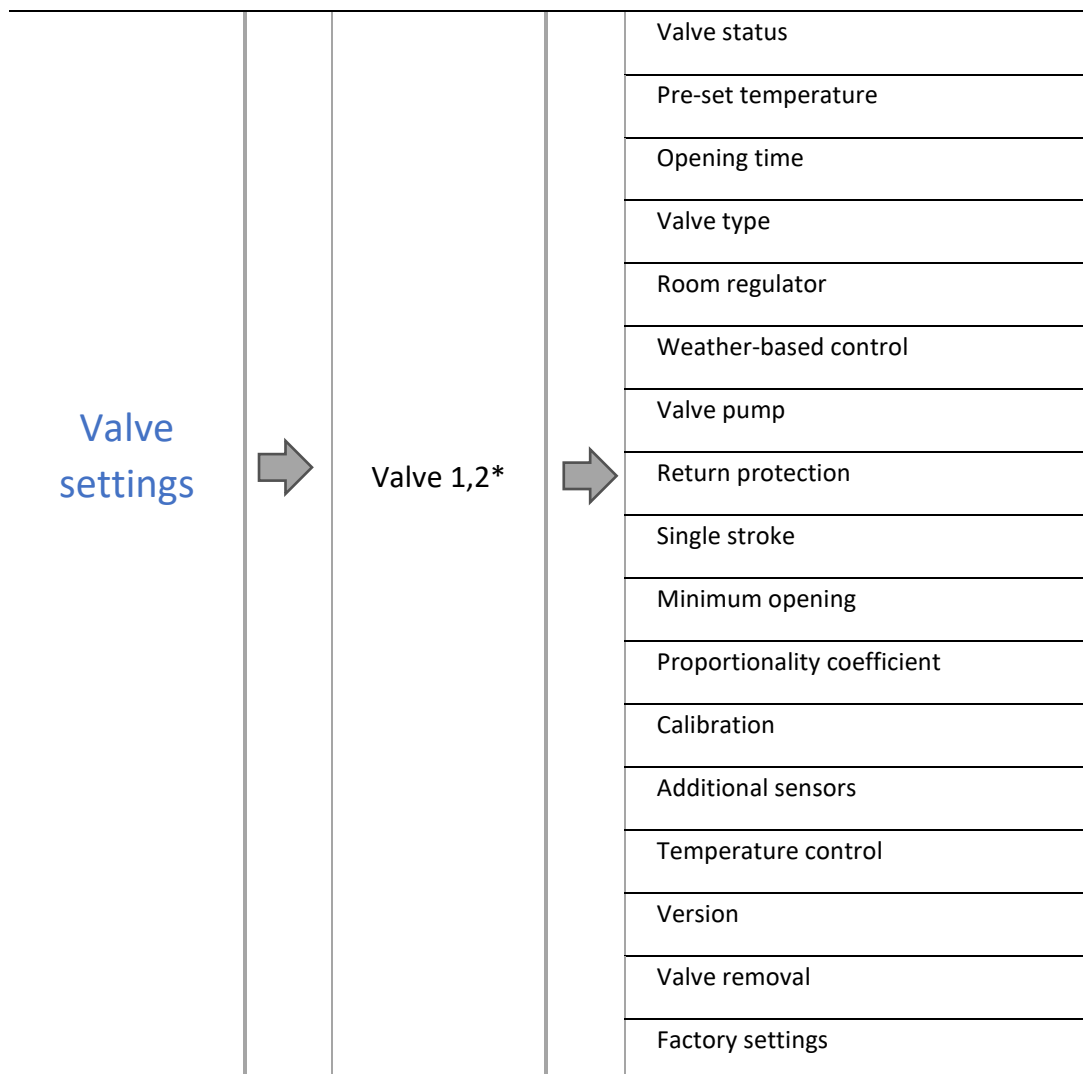 Valve
settings
Valve 1,2*
Valve status
Pre-set temperature
Opening time
Valve type
Room regulator
Weather-based control
Valve pump
Return protection
Single stroke
Minimum opening
Proportionality coefficient
Calibration
Additional sensors
Temperature control
Version
Valve removal
Factory settings